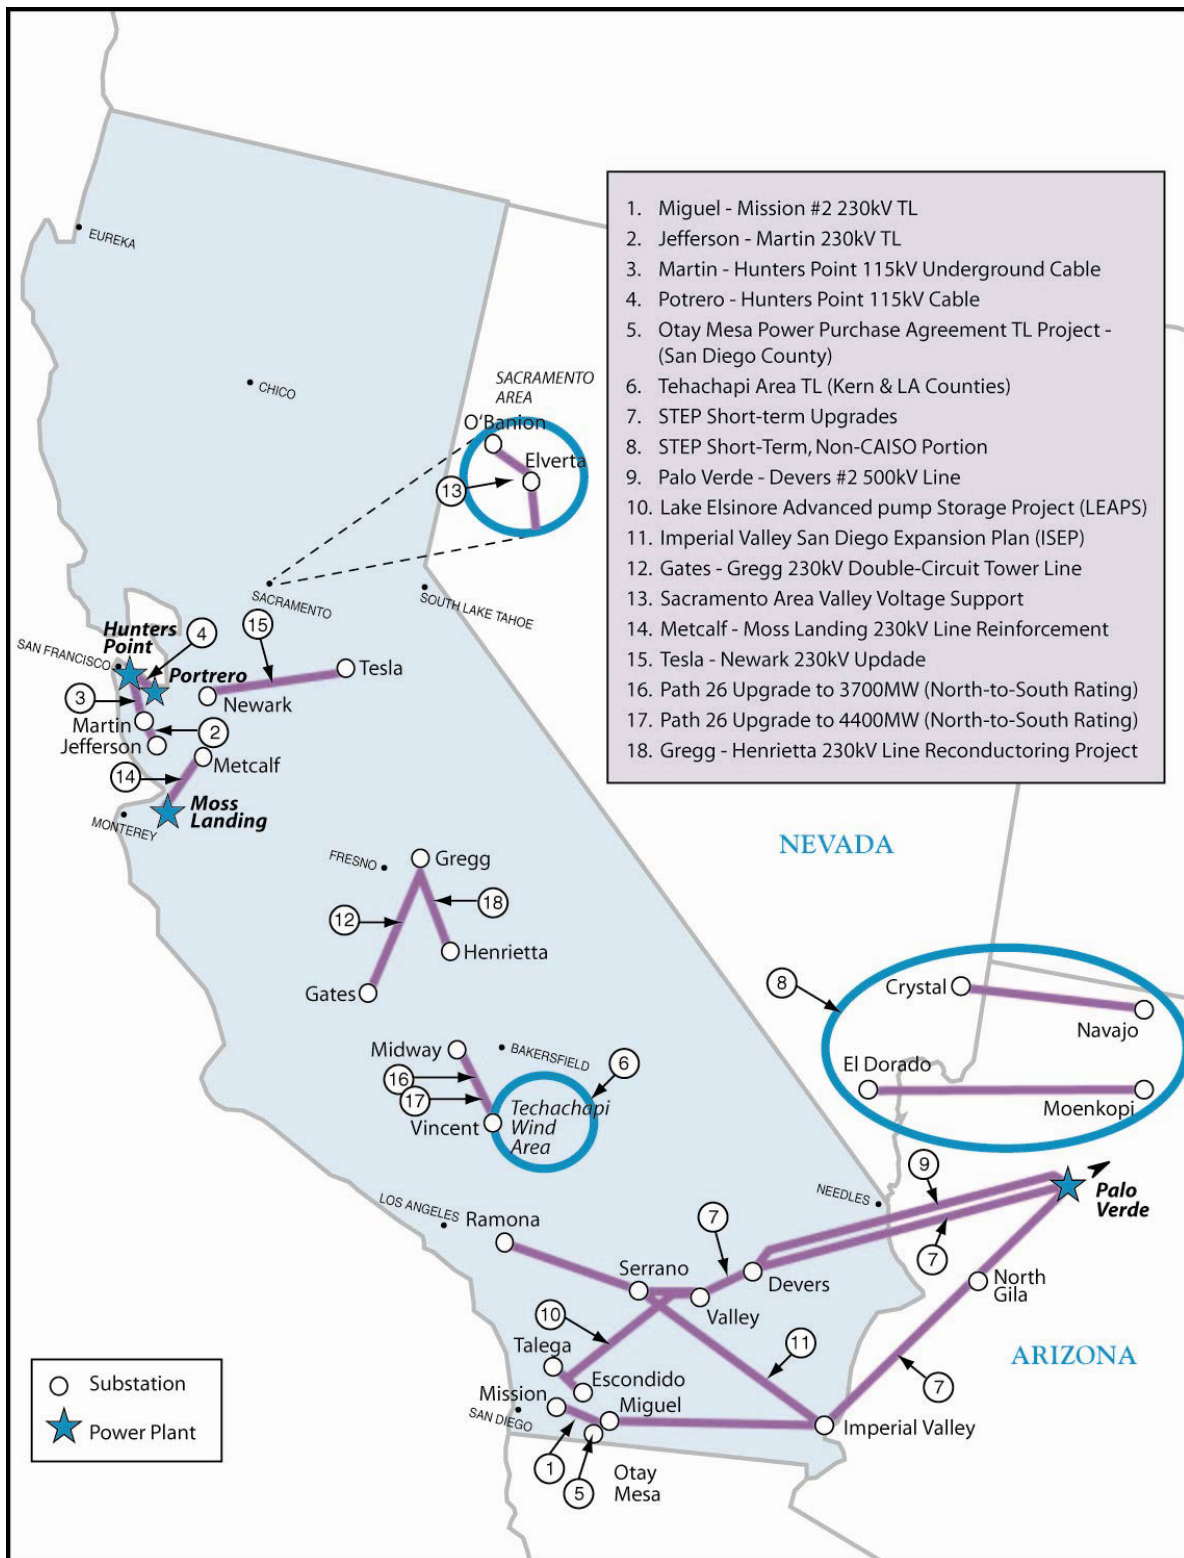 1. Miguel - Mission #2 230kV TL
2. Jefferson - Martin 230kV TL
3. Martin - Hunters Point 115kV Underground Cable
4. Potrero - Hunters Point 115kV Cable
5. Otay Mesa Power Purchase Agreement TL Project -
(San Diego County)
6. Tehachapi Area TL (Kern & LA Counties)
7. STEP Short-term Upgrades
8. STEP Short-Term, Non-CAISO Portion
9. Palo Verde - Devers #2 500kV Line
10. Lake Elsinore Advanced pump Storage Project (LEAPS)
11. Imperial Valley San Diego Expansion Plan (ISEP)
12. Gates - Gregg 230kV Double-Circuit Tower Line
13. Sacramento Area Valley Voltage Support
14. Metcalf - Moss Landing 230kV Line Reinforcement
15. Tesla - Newark 230kV Updade
16. Path 26 Upgrade to 3700MW (North-to-South Rating)
17. Path 26 Upgrade to 4400MW (North-to-South Rating)
18. Gregg - Henrietta 230kV Line Reconductoring Project
EUREKA
CHICO
SACRAMENTO
AREA
O'Banion
Elverta
13
SACRAMENTO
SOUTH LAKE TAHOE
Hunters
Point
4
15
SAN FRANCISCO
Portrero
Tesla
Newark
3
Martin
2
Jefferson
Metcalf
14
Moss
Landing
MONTEREY
NEVADA
FRESNO
Gregg
18
12
Henrietta
Gates
8
Crystal
Navajo
El Dorado
Moenkopi
Midway
BAKERSFIELD
6
16
17
Techachapi
Wind
Area
Vincent
9
NEEDLES
Palo
Verde
LOS ANGELES
Ramona
7
7
Serrano
Devers
North
Gila
Valley
10
Talega
11
ARIZONA
Escondido
7
Mission
Miguel
SAN DIEGO
Imperial Valley
1
5
Otay
Mesa
Substation
Power Plant